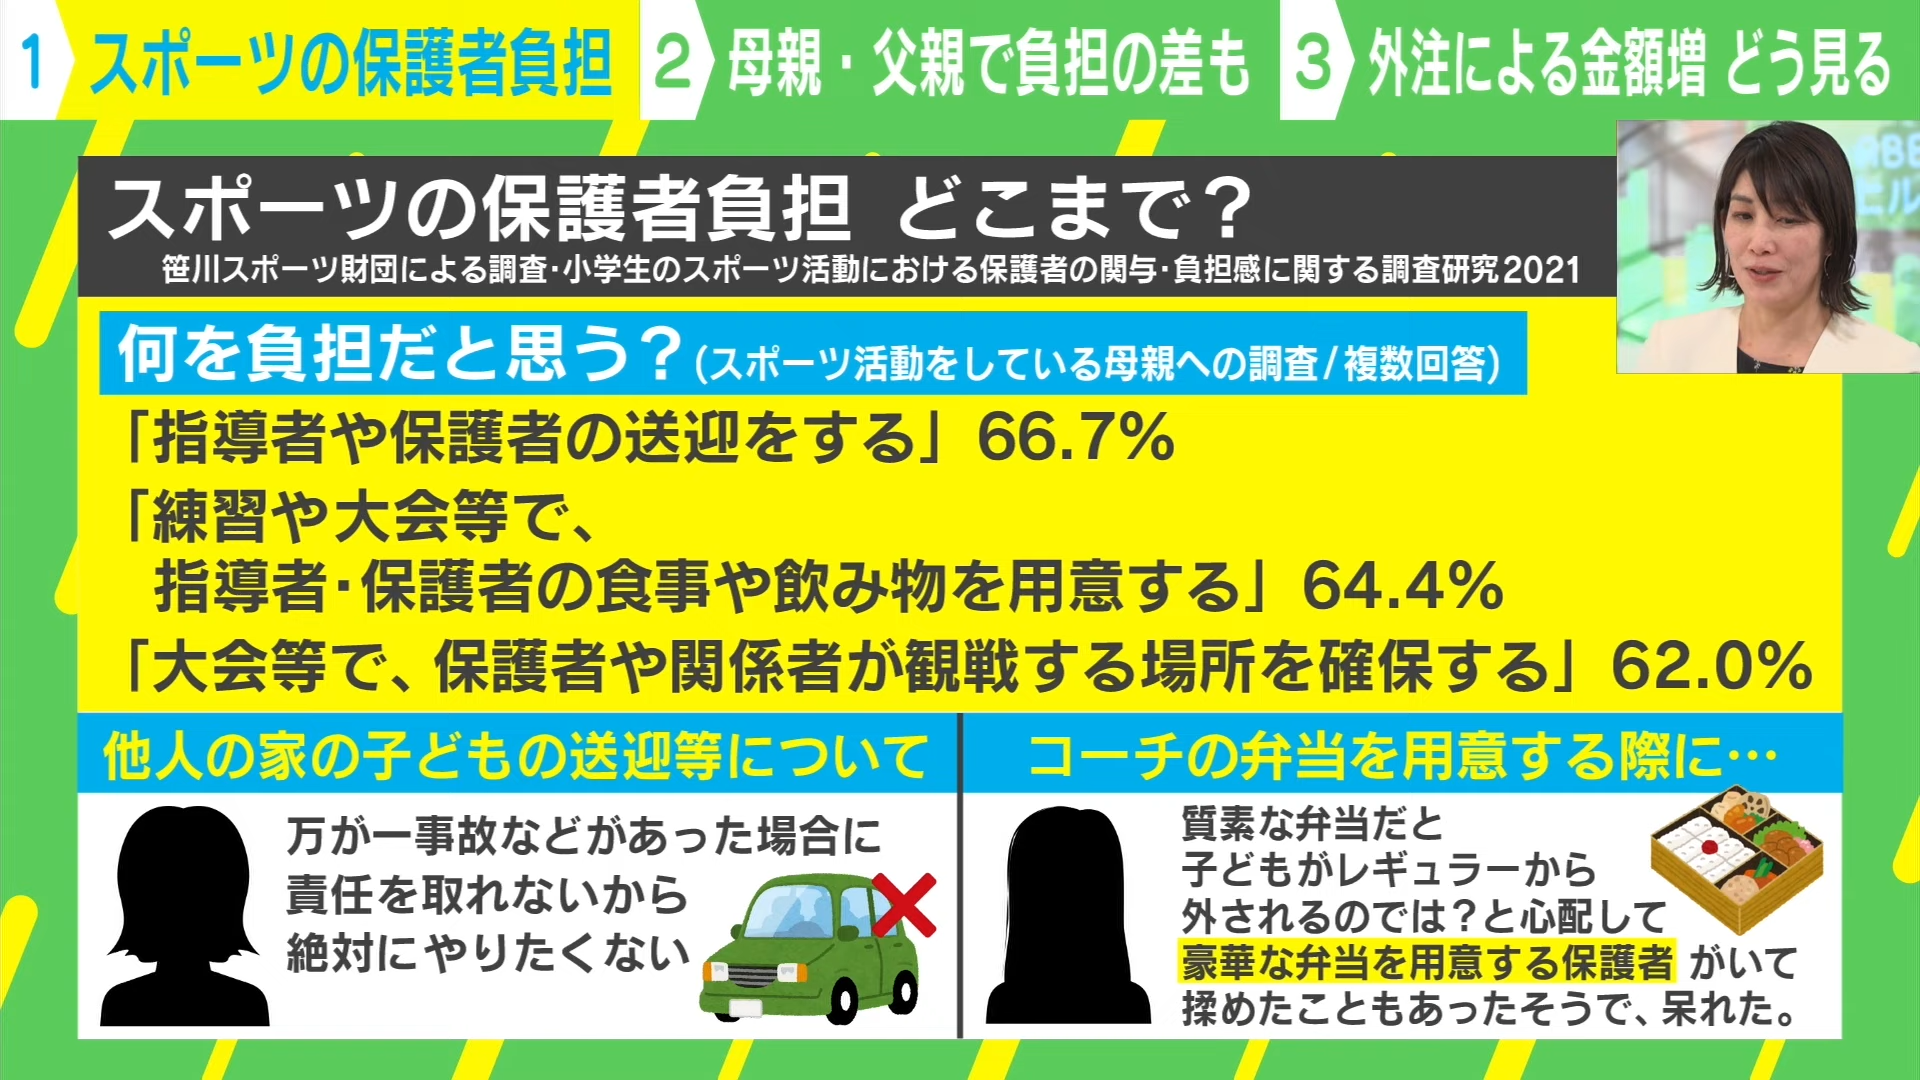 1 スポーツの保護者負担
2 母親・父親で負担の差も
3 外注による金額増 どう見る
スポーツの保護者負担 どこまで？
笹川スポーツ財団による調査・小学生のスポーツ活動における保護者の関与・負担感に関する調査研究2021
何を負担だと思う？(スポーツ活動をしている母親への調査/複数回答)
「指導者や保護者の送迎をする」66.7%
「練習や大会等で、
指導者・保護者の食事や飲み物を用意する」64.4%
「大会等で、保護者や関係者が観戦する場所を確保する」62.0%
他人の家の子どもの送迎等について
万が一事故などがあった場合に
責任を取れないから
絶対にやりたくない
コーチの弁当を用意する際に…
質素な弁当だと
子どもがレギュラーから
外されるのでは？と心配して
豪華な弁当を用意する保護者 がいて
揉めたこともあったそうで、呆れた。